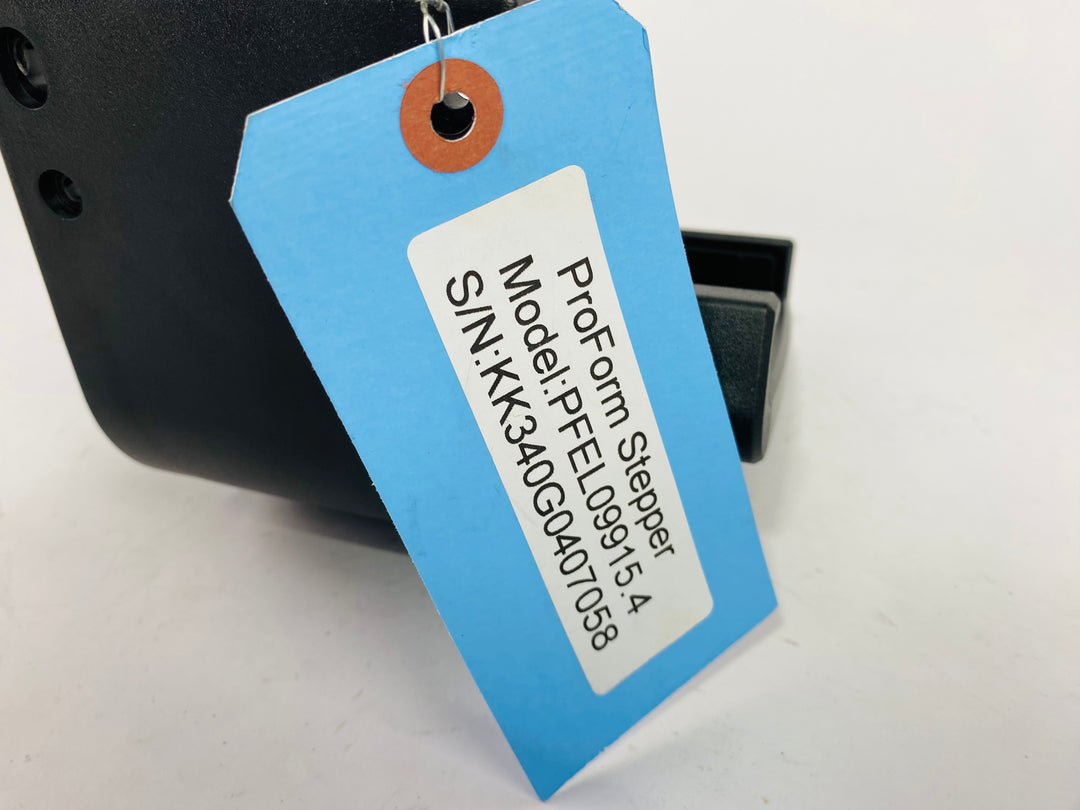 ProForm Stepper
Model:PFEL09915.4
S/N:KK340G0407058